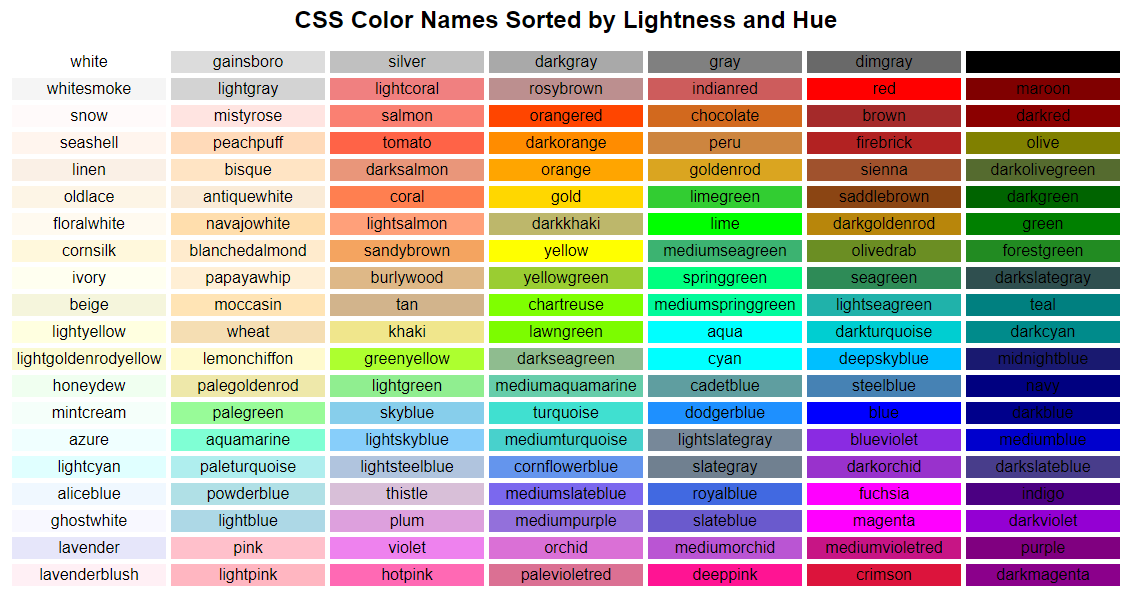 CSS Color Names Sorted by Lightness and Hue
white gainsboro silver darkgray gray dimgray
whitesmoke lightgray lightcoral rosybrown indianred red maroon
snow mistyrose salmon orangered chocolate brown darkred
seashell peachpuff tomato darkorange peru firebrick olive
linen bisque darksalmon orange goldenrod sienna darkolivegreen
oldlace antiquewhite coral gold limegreen saddlebrown darkgreen
floralwhite navajowhite lightsalmon darkkhaki lime darkgoldenrod green
cornsilk blanchedalmond sandybrown yellow mediumseagreen olivedrab forestgreen
ivory papayawhip burlywood yellowgreen springgreen seagreen darkslategray
beige moccasin tan chartreuse mediumspringgreen lightseagreen teal
lightyellow wheat khaki lawngreen aqua darkturquoise darkcyan
lightgoldenrodyellow lemonchiffon greenyellow darkseagreen cyan deepskyblue midnightblue
honeydew palegoldenrod lightgreen mediumaquamarine cadetblue steelblue navy
mintcream palegreen skyblue turquoise dodgerblue blue darkblue
azure aquamarine lightskyblue mediumturquoise lightslategray blueviolet mediumblue
lightcyan paleturquoise lightsteelblue cornflowerblue slategray darkorchid darkslateblue
aliceblue powderblue thistle mediumslateblue royalblue fuchsia indigo
ghostwhite lightblue plum mediumpurple slateblue magenta darkviolet
lavender pink violet orchid mediumorchid mediumvioletred purple
lavenderblush lightpink hotpink palevioletred deeppink crimson darkmagenta